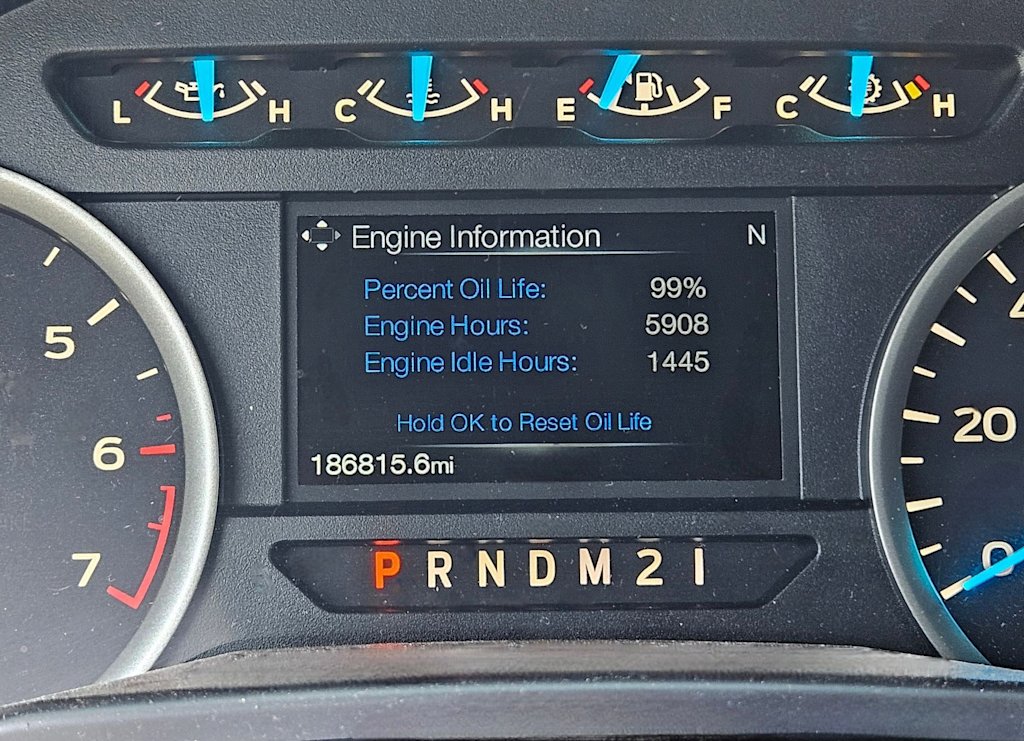 L H C H E F C H
Engine Information N
Percent Oil Life: 99%
Engine Hours: 5908
Engine Idle Hours: 1445
Hold OK to Reset Oil Life
186815.6mi
5
6
7
20
0
P R N D M 2 1